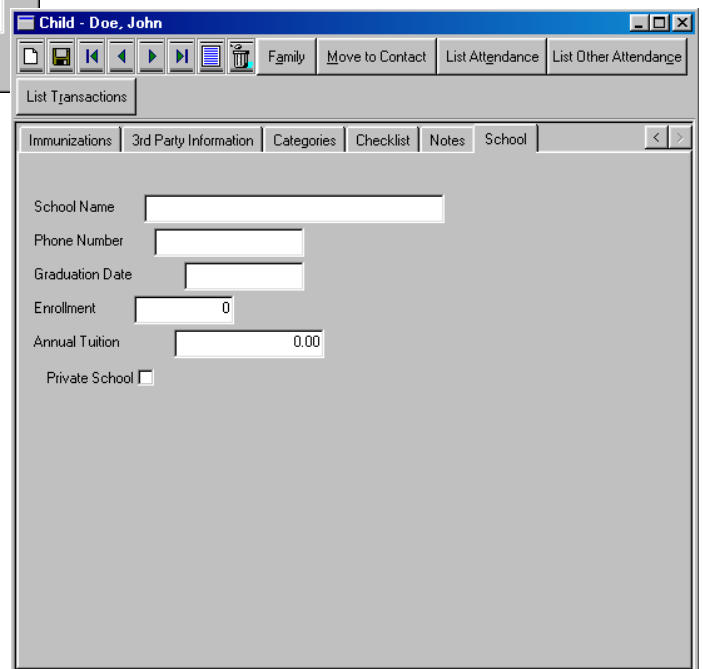 Child - Doe, John
Family Move to Contact List Attendance List Other Attendance
List Transactions
Immunizations 3rd Party Information Categories Checklist Notes School
School Name
Phone Number
Graduation Date
Enrollment 0
Annual Tuition 0.00
Private School